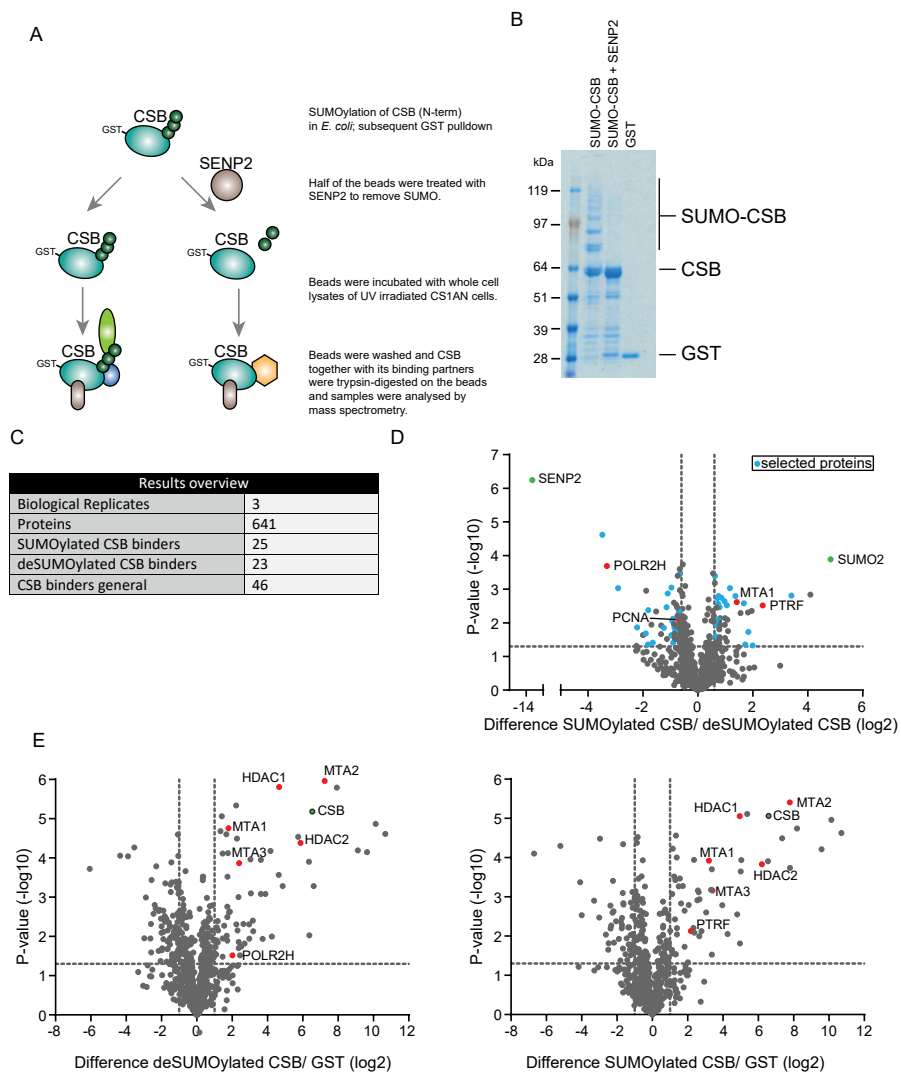 A
CSB
GST
SENP2
CSB
GST
CSB
GST
CSB
GST
CSB
GST
SUMOylation of CSB (N-term)
in E. coli; subsequent GST pulldown
Half of the beads were treated with
SENP2 to remove SUMO.
Beads were incubated with whole cell
lysates of UV irradiated CS1AN cells.
Beads were washed and CSB
together with its binding partners
were trypsin-digested on the beads
and samples were analysed by
mass spectrometry.
B
SUMO-CSB
SUMO-CSB + SENP2
GST
kDa
119
97
64
51
39
28
SUMO-CSB
CSB
GST
C
Results overview
Biological Replicates 3
Proteins 641
SUMOylated CSB binders 25
deSUMOylated CSB binders 23
CSB binders general 46
D
7
6
5
4
3
2
1
0
P-value (-log10)
selected proteins
SENP2
SUMO2
POLR2H
MTA1
PTRF
PCNA
-14 -4 -2 0 2 4 6
Difference SUMOylated CSB/ deSUMOylated CSB (log2)
E
6
5
4
3
2
1
0
P-value (-log10)
HDAC1
MTA2
CSB
MTA1
HDAC2
MTA3
POLR2H
-8 -6 -4 -2 0 2 4 6 8 10 12
Difference deSUMOylated CSB/ GST (log2)
6
5
4
3
2
1
0
P-value (-log10)
MTA2
HDAC1
CSB
MTA1
HDAC2
MTA3
PTRF
-8 -6 -4 -2 0 2 4 6 8 10 12
Difference SUMOylated CSB/ GST (log2)